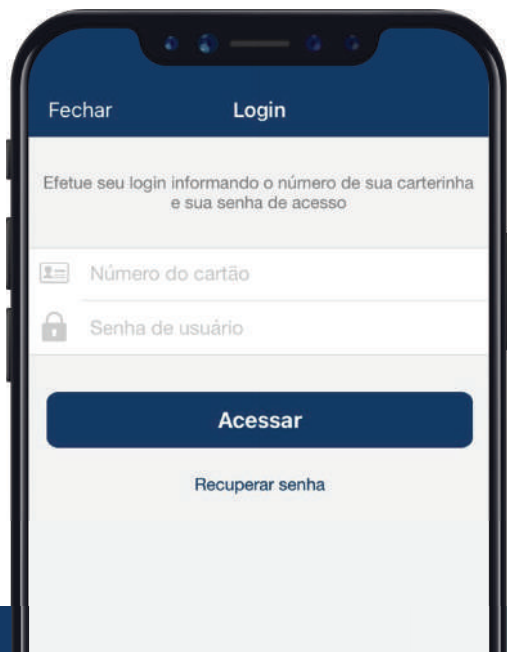 Fechar
Login
Efetue seu login informando o número de sua carterinha
e sua senha de acesso
Número do cartão
Senha de usuário
Acessar
Recuperar senha